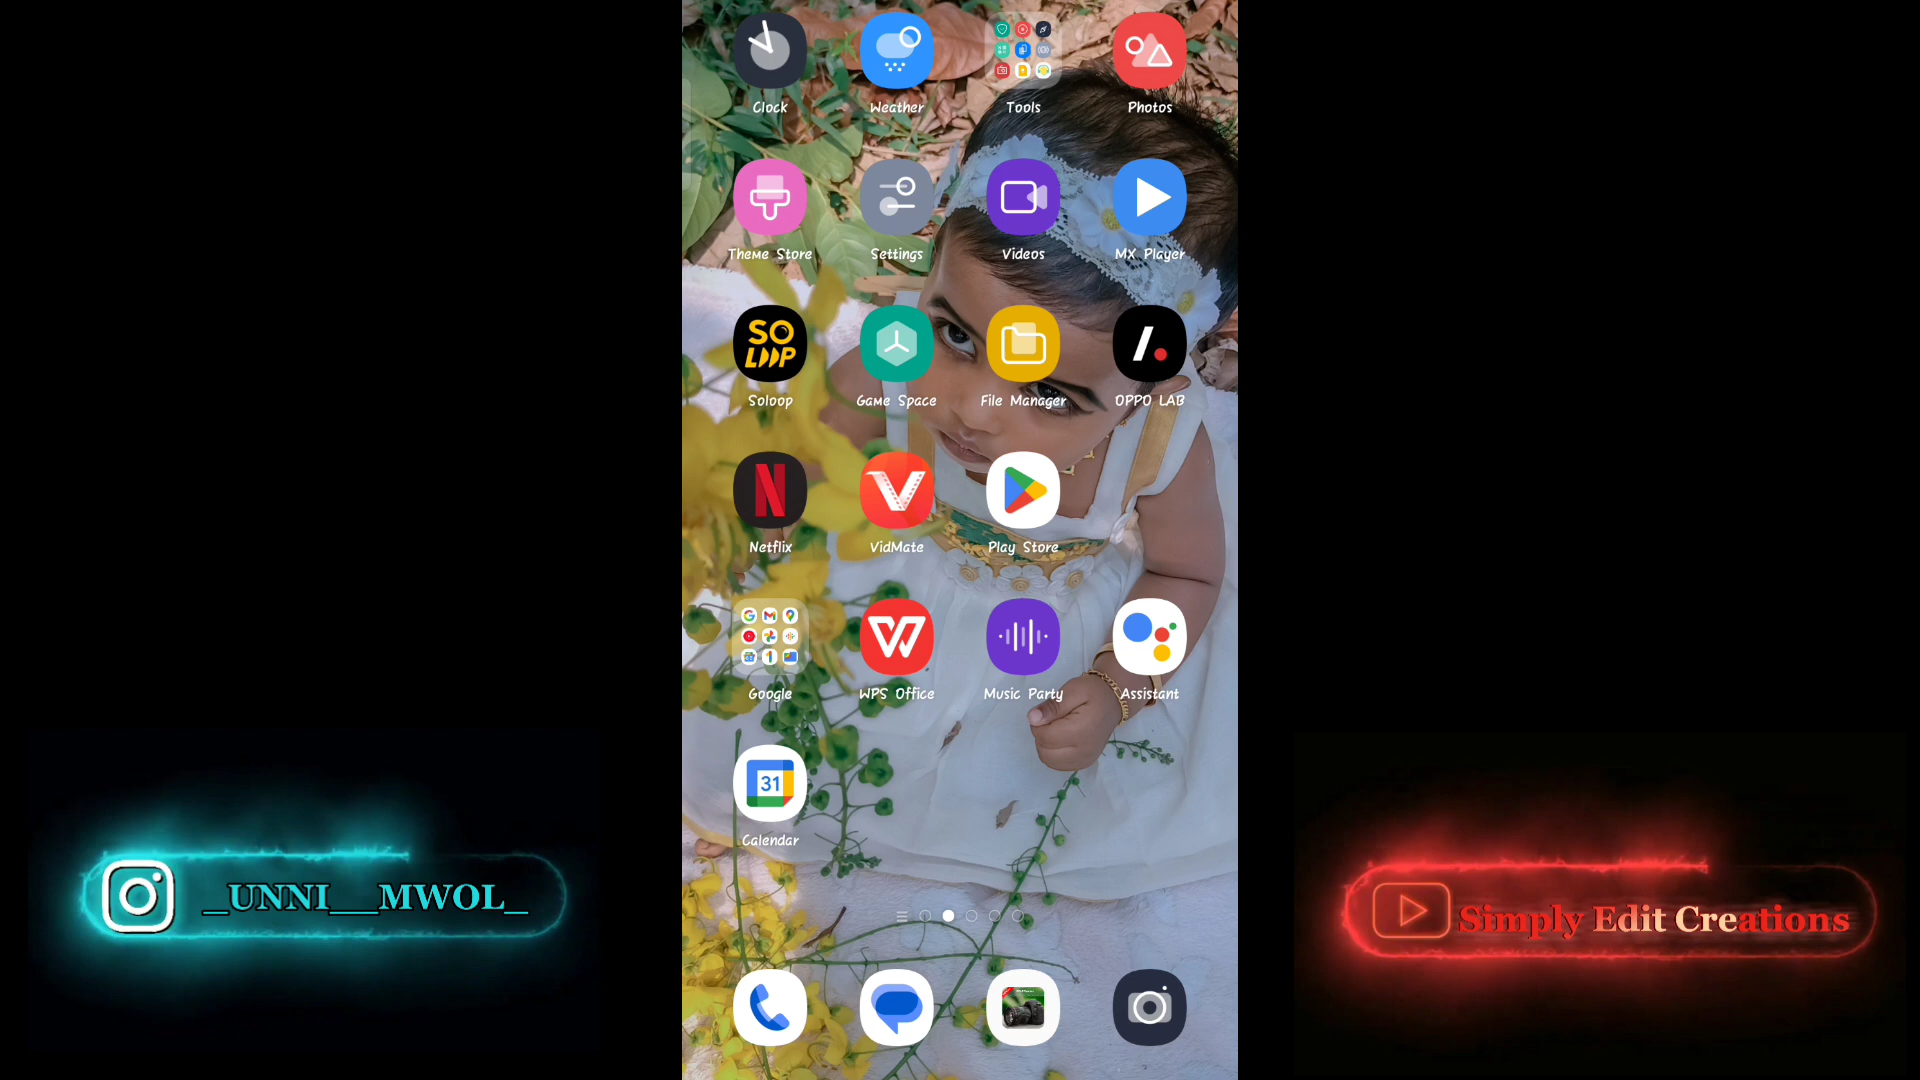 Clock Weather Tools Photos
Theme Store Settings Videos MX Player
SO
LOOP
Soloop Game Space File Manager OPPO LAB
Netflix VidMate Play Store
Google WPS Office Music Party Assistant
31
Calendar
_UNNI__MWOL_
Simply Edit Creations